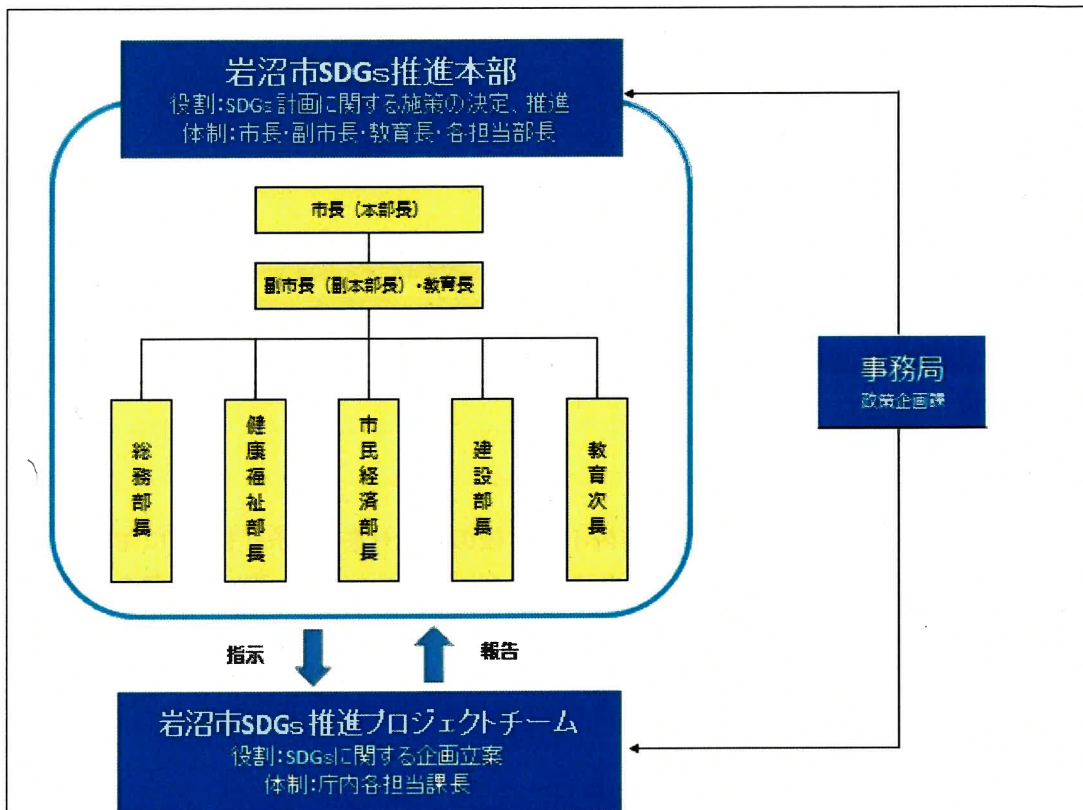 岩沼市SDGs推進本部
役割:SDGs計画に関する施策の決定、推進
体制:市長・副市長・教育長・各担当部長
市長（本部長）
副市長（副本部長）・教育長
総務部長
健康福祉部長
市民経済部長
建設部長
教育次長
事務局
政策企画課
指示
報告
岩沼市SDGs推進プロジェクトチーム
役割:SDGsに関する企画立案
体制:庁内各担当課長